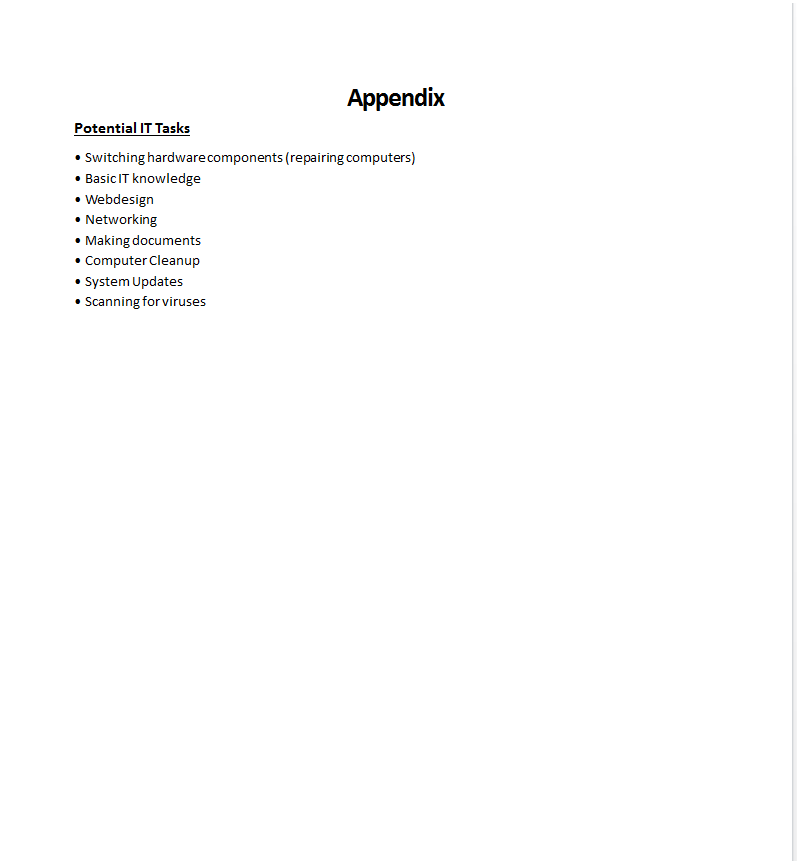 Appendix
Potential IT Tasks
• Switching hardware components (repairing computers)
• Basic IT knowledge
• Webdesign
• Networking
• Making documents
• Computer Cleanup
• System Updates
• Scanning for viruses